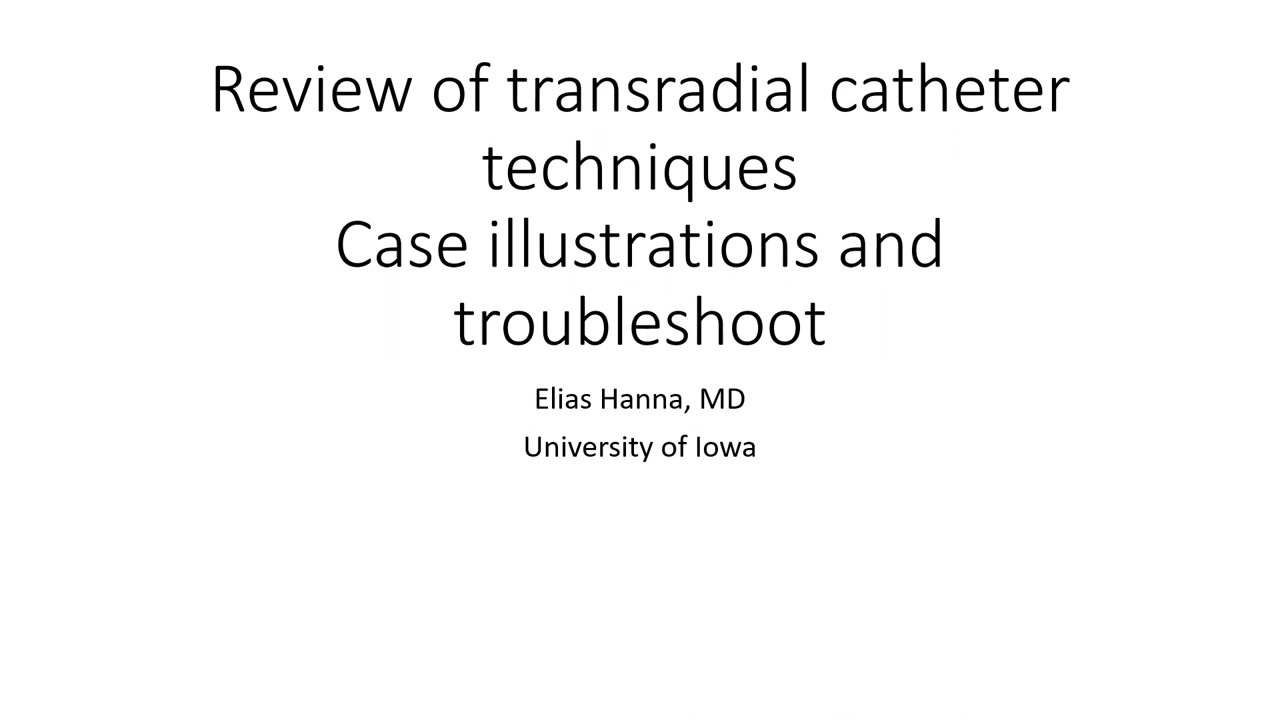 Review of transradial catheter
techniques
Case illustrations and
troubleshoot
Elias Hanna, MD
University of Iowa